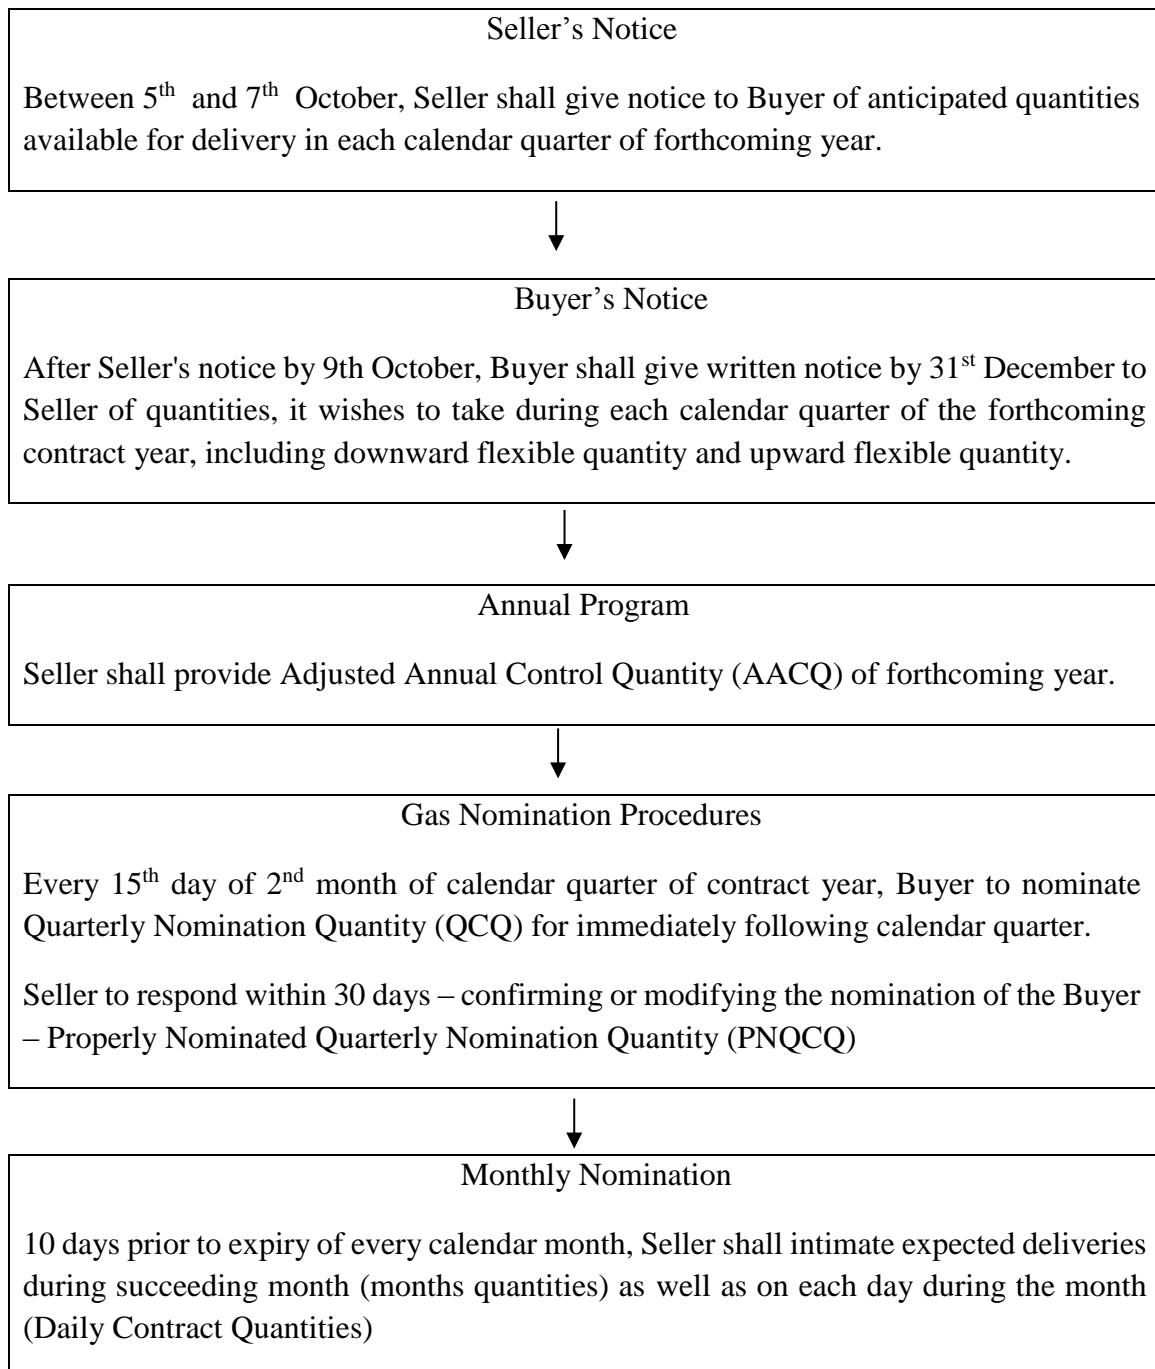 Seller’s Notice
Between 5th and 7th October, Seller shall give notice to Buyer of anticipated quantities
available for delivery in each calendar quarter of forthcoming year.
Buyer’s Notice
After Seller's notice by 9th October, Buyer shall give written notice by 31st December to
Seller of quantities, it wishes to take during each calendar quarter of the forthcoming
contract year, including downward flexible quantity and upward flexible quantity.
Annual Program
Seller shall provide Adjusted Annual Control Quantity (AACQ) of forthcoming year.
Gas Nomination Procedures
Every 15th day of 2nd month of calendar quarter of contract year, Buyer to nominate
Quarterly Nomination Quantity (QCQ) for immediately following calendar quarter.
Seller to respond within 30 days – confirming or modifying the nomination of the Buyer
– Properly Nominated Quarterly Nomination Quantity (PNQCQ)
Monthly Nomination
10 days prior to expiry of every calendar month, Seller shall intimate expected deliveries
during succeeding month (months quantities) as well as on each day during the month
(Daily Contract Quantities)